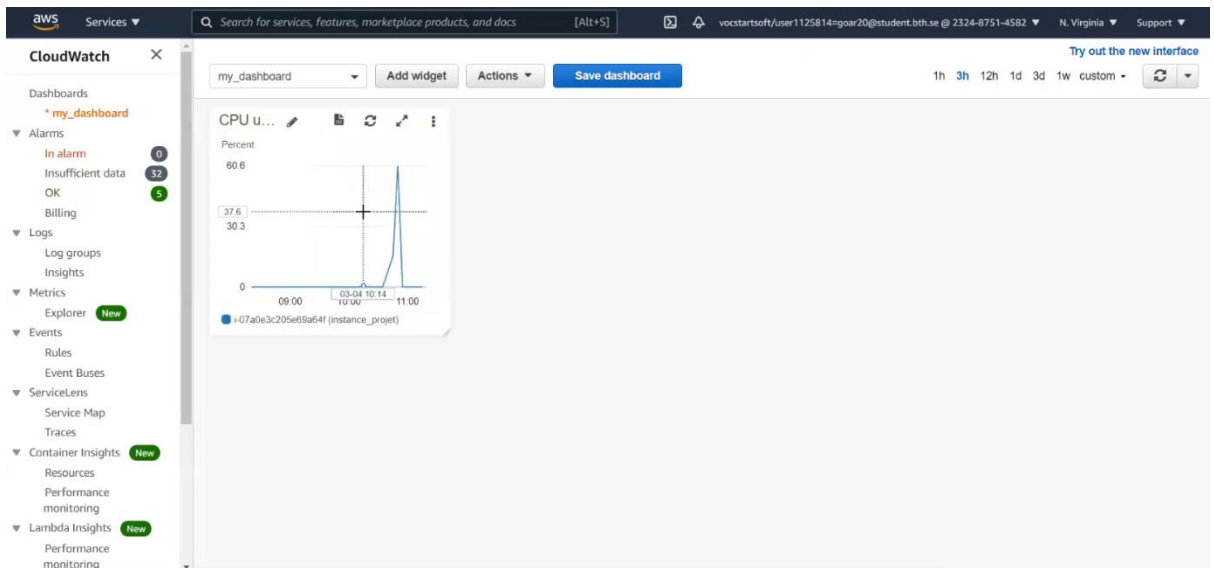 aws Services ▼ Search for services, features, marketplace products, and docs [Alt+S] vocstartsoft/user1125814=goar20@student.bth.se @ 2324-8751-4582 ▼ N. Virginia ▼ Support ▼
CloudWatch ×
Dashboards
* my_dashboard
Alarms
In alarm 0
Insufficient data 32
OK 5
Billing
Logs
Log groups
Insights
Metrics
Explorer New
Events
Rules
Event Buses
ServiceLens
Service Map
Traces
Container Insights New
Resources
Performance
monitoring
Lambda Insights New
Performance
monitoring
Try out the new interface
my_dashboard Add widget Actions Save dashboard 1h 3h 12h 1d 3d 1w custom
CPU u...
Percent
60.6
37.6
30.3
0
03-04 10:14
09:00 10:00 11:00
i-07a0e3c205e69a64f (instance_projet)